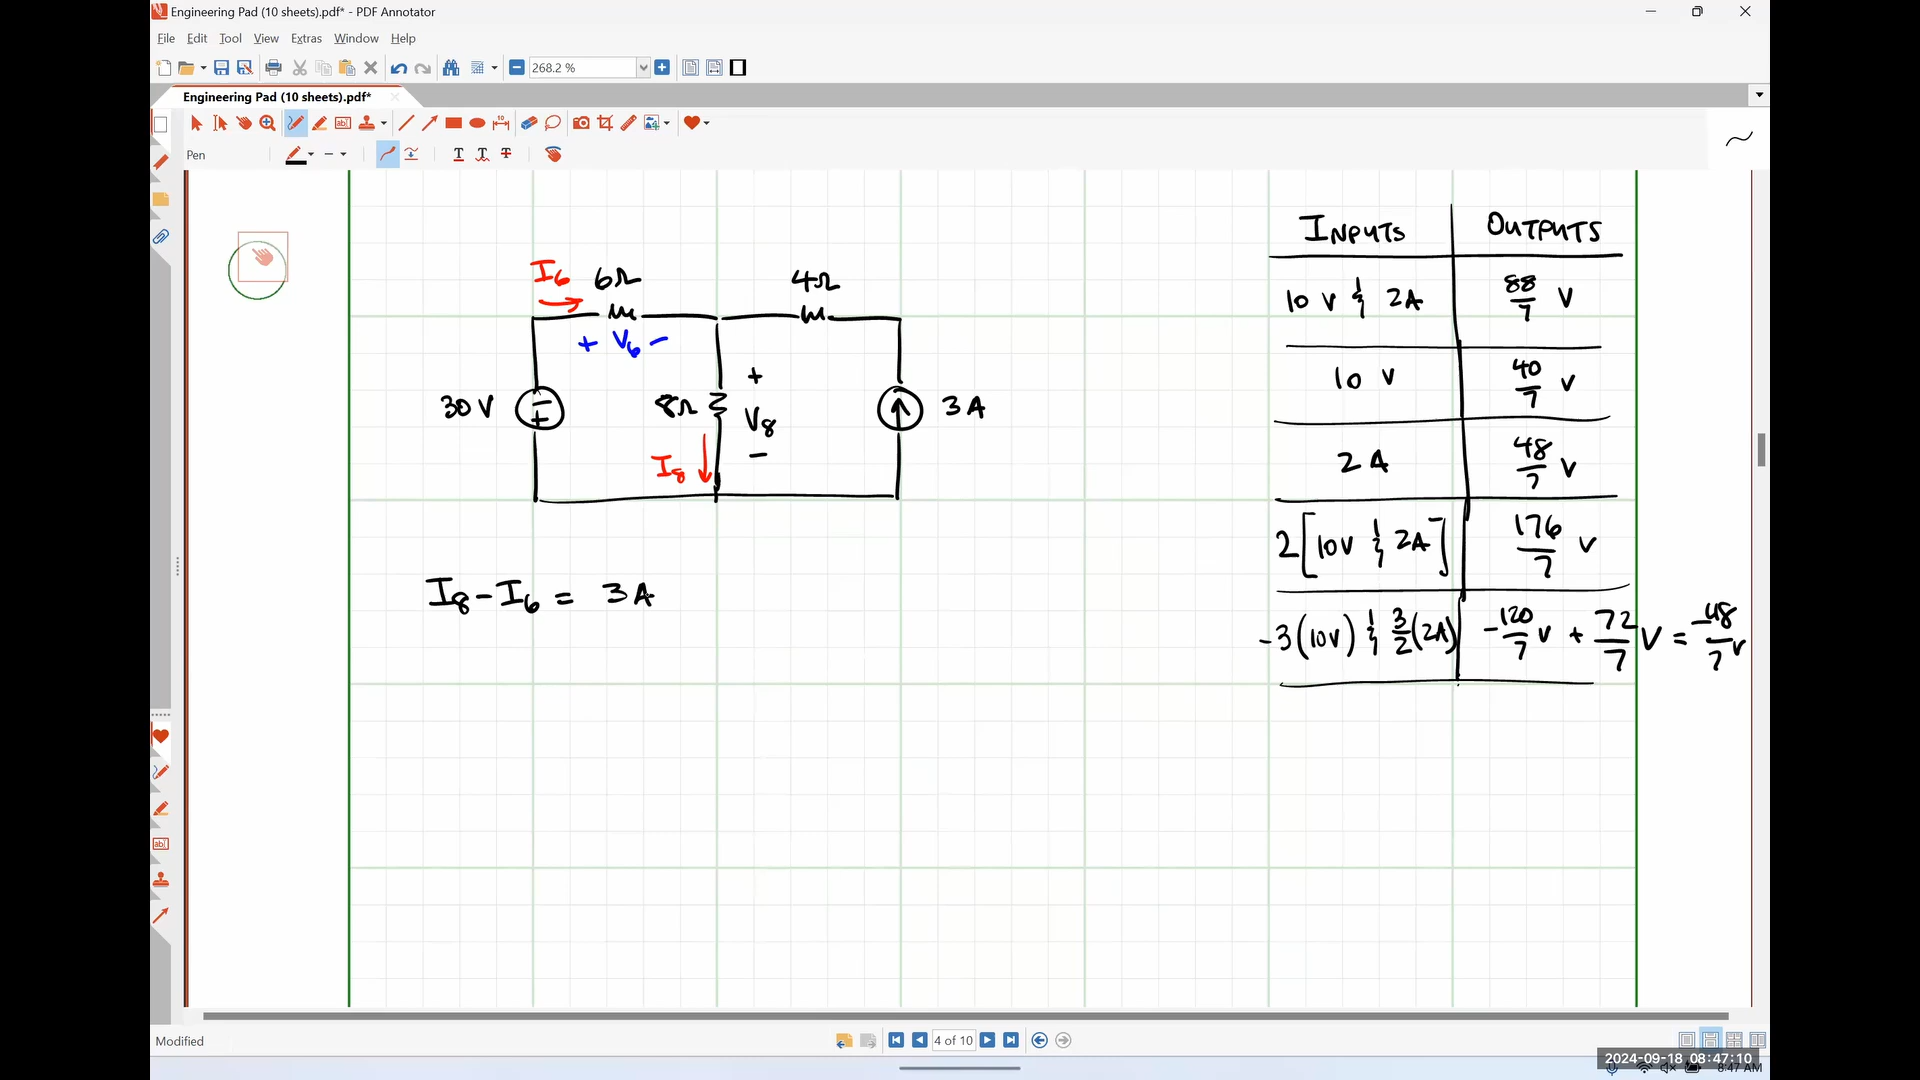 Engineering Pad (10 sheets).pdf* - PDF Annotator
File Edit Tool View Extras Window Help
268.2 %
Engineering Pad (10 sheets).pdf*
Pen
INPUTS OUTPUTS
10 V & 2A 88/7 V
10 V 40/7 V
2 A 48/7 V
2[10V & 2A] 176/7 V
-3(10V) & 3/2(2A) -120/7 V + 72/7 V = -48/7 V
I6 6Ω 4Ω
+ V6 -
30 V - + 8Ω + V8 - 3 A
I8
I8 - I6 = 3A
Modified
4 of 10
2024-09-18 08:47:10
8:47 AM